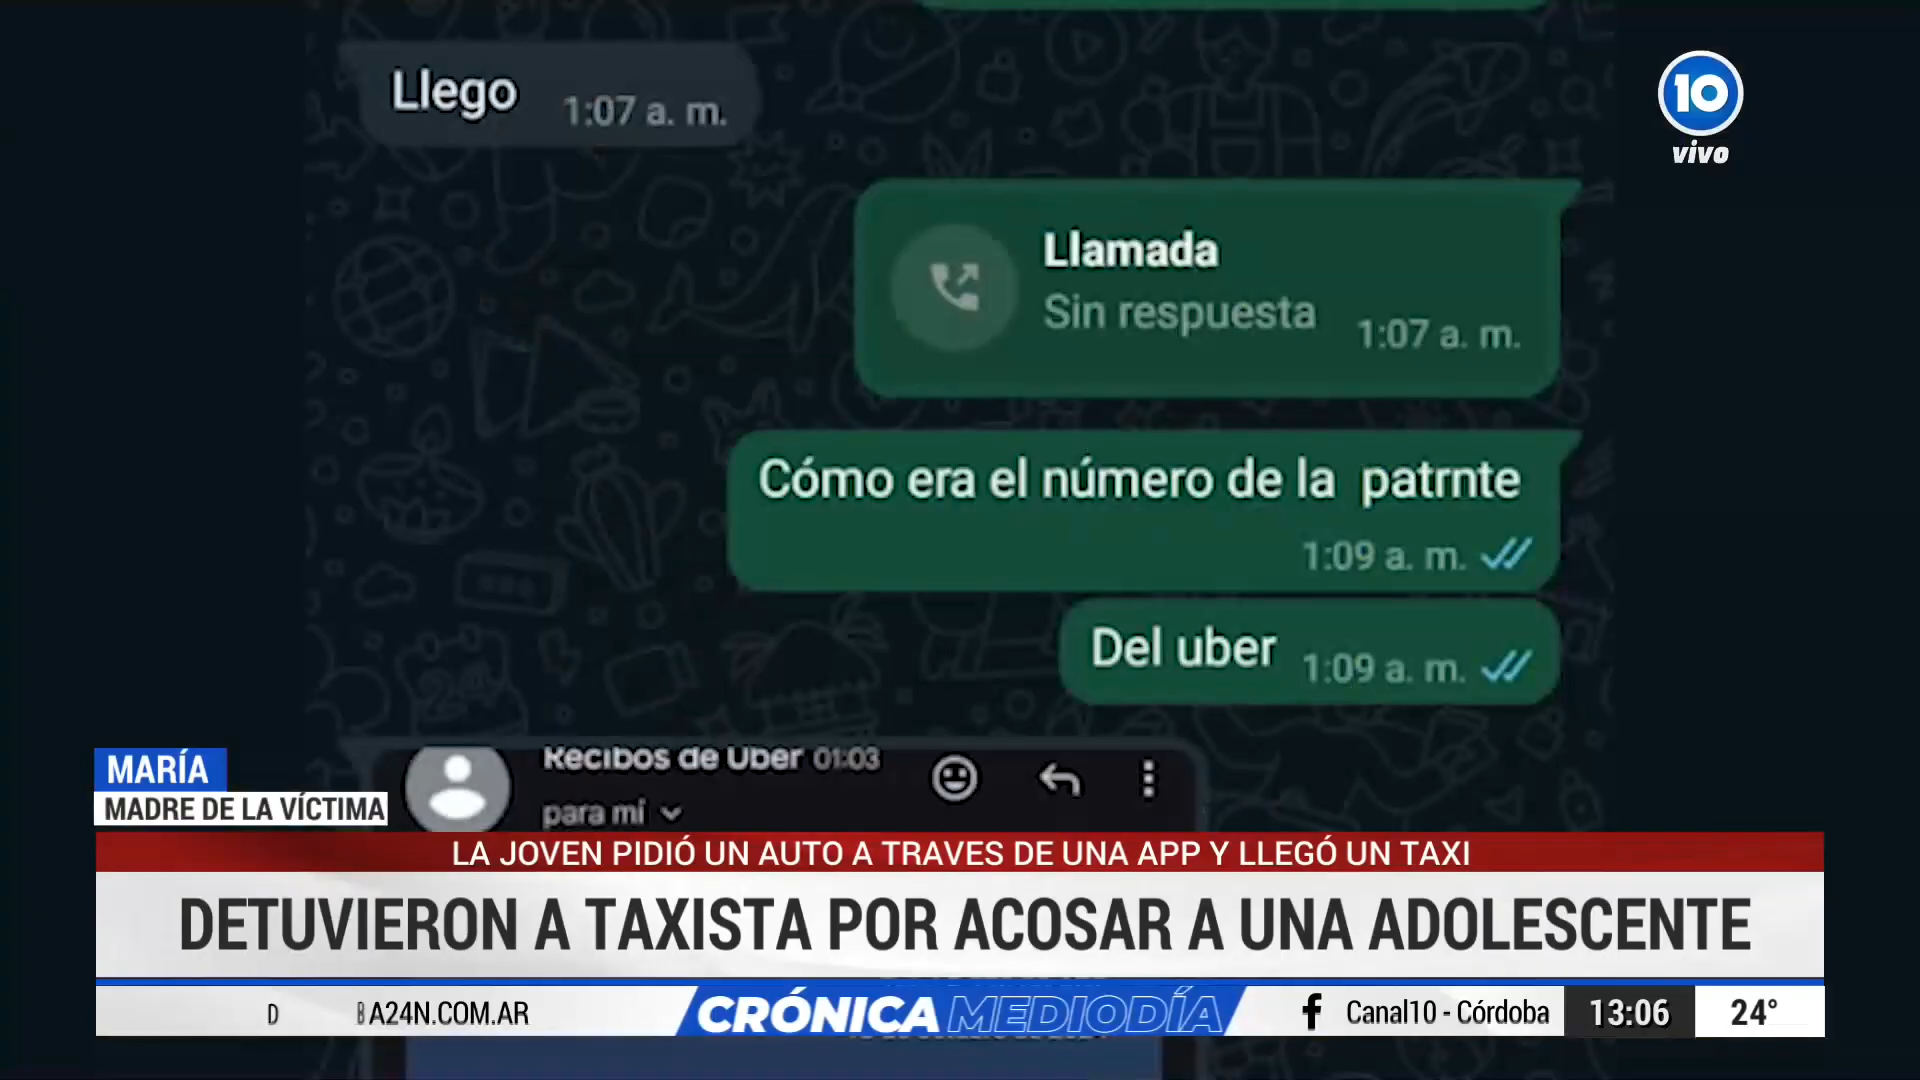 Llego 1:07 a. m.
10
vivo
Llamada
Sin respuesta 1:07 a. m.
Cómo era el número de la patrnte
1:09 a. m.
Del uber 1:09 a. m.
Recibos de Uber 01:03
para mí
MARÍA
MADRE DE LA VÍCTIMA
LA JOVEN PIDIÓ UN AUTO A TRAVES DE UNA APP Y LLEGÓ UN TAXI
DETUVIERON A TAXISTA POR ACOSAR A UNA ADOLESCENTE
D BA24N.COM.AR CRÓNICA MEDIODÍA Canal10 - Córdoba 13:06 24°